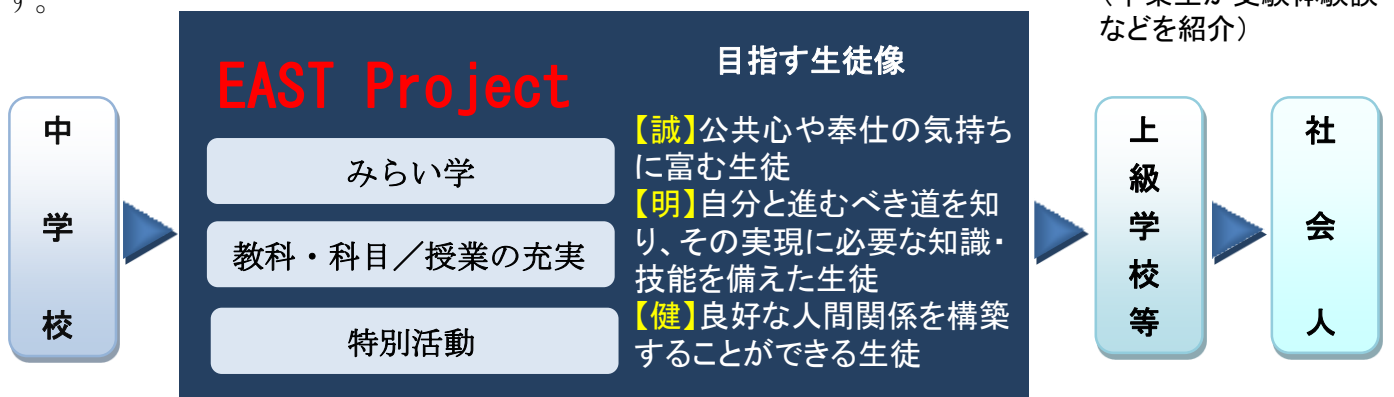 す。
などを紹介）
中学校
EAST Project
みらい学
教科・科目／授業の充実
特別活動
目指す生徒像
【誠】公共心や奉仕の気持ち
に富む生徒
【明】自分と進むべき道を知
り、その実現に必要な知識・
技能を備えた生徒
【健】良好な人間関係を構築
することができる生徒
上級学校等
社会人